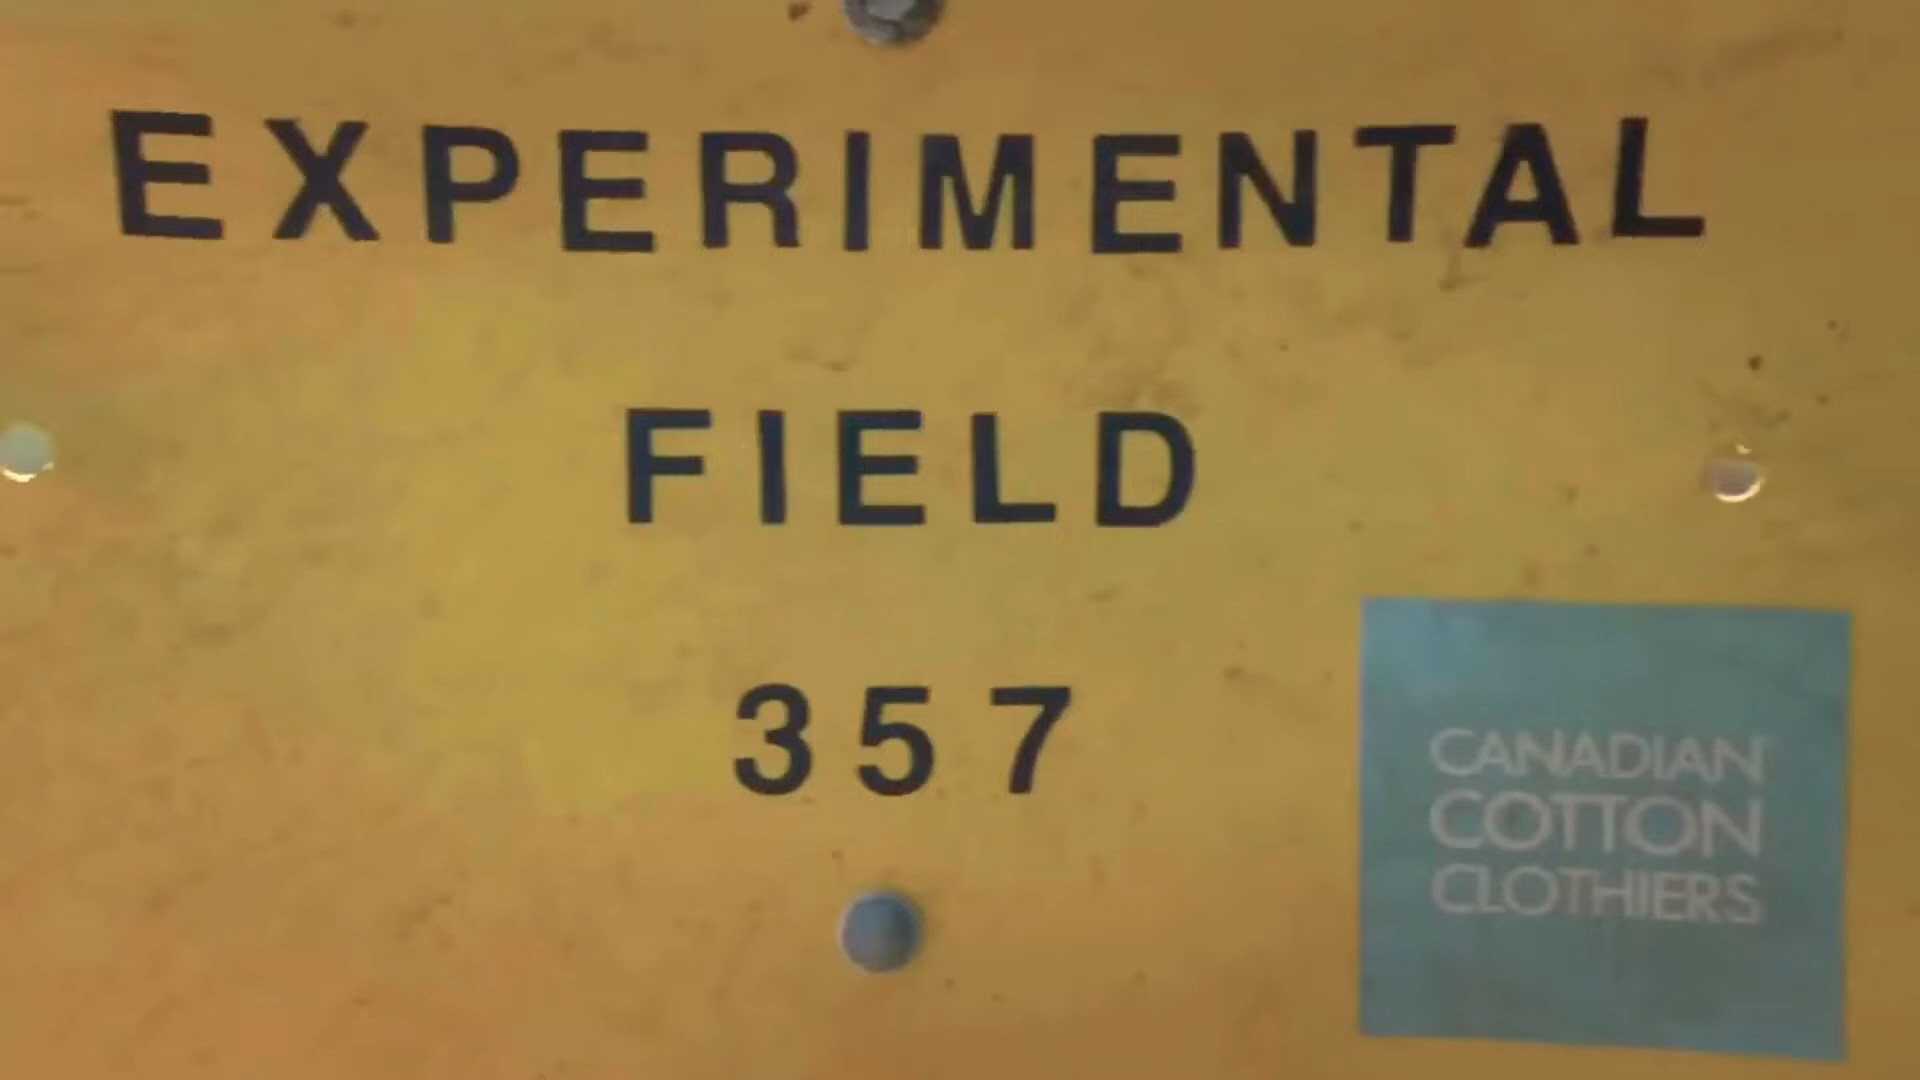 EXPERIMENTAL
FIELD
357
CANADIAN
COTTON
CLOTHIERS